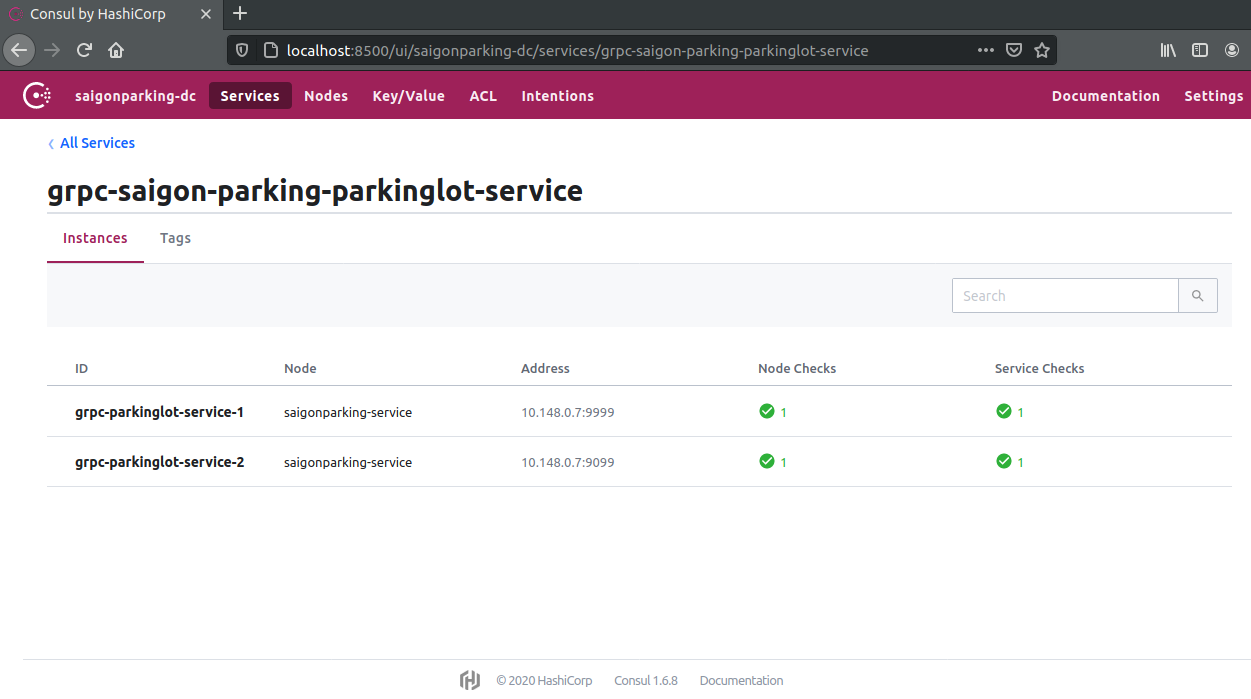 Consul by HashiCorp
localhost:8500/ui/saigonparking-dc/services/grpc-saigon-parking-parkinglot-service
saigonparking-dc Services Nodes Key/Value ACL Intentions Documentation Settings
All Services
grpc-saigon-parking-parkinglot-service
Instances Tags
Search
ID Node Address Node Checks Service Checks
grpc-parkinglot-service-1 saigonparking-service 10.148.0.7:9999 1 1
grpc-parkinglot-service-2 saigonparking-service 10.148.0.7:9099 1 1
© 2020 HashiCorp Consul 1.6.8 Documentation